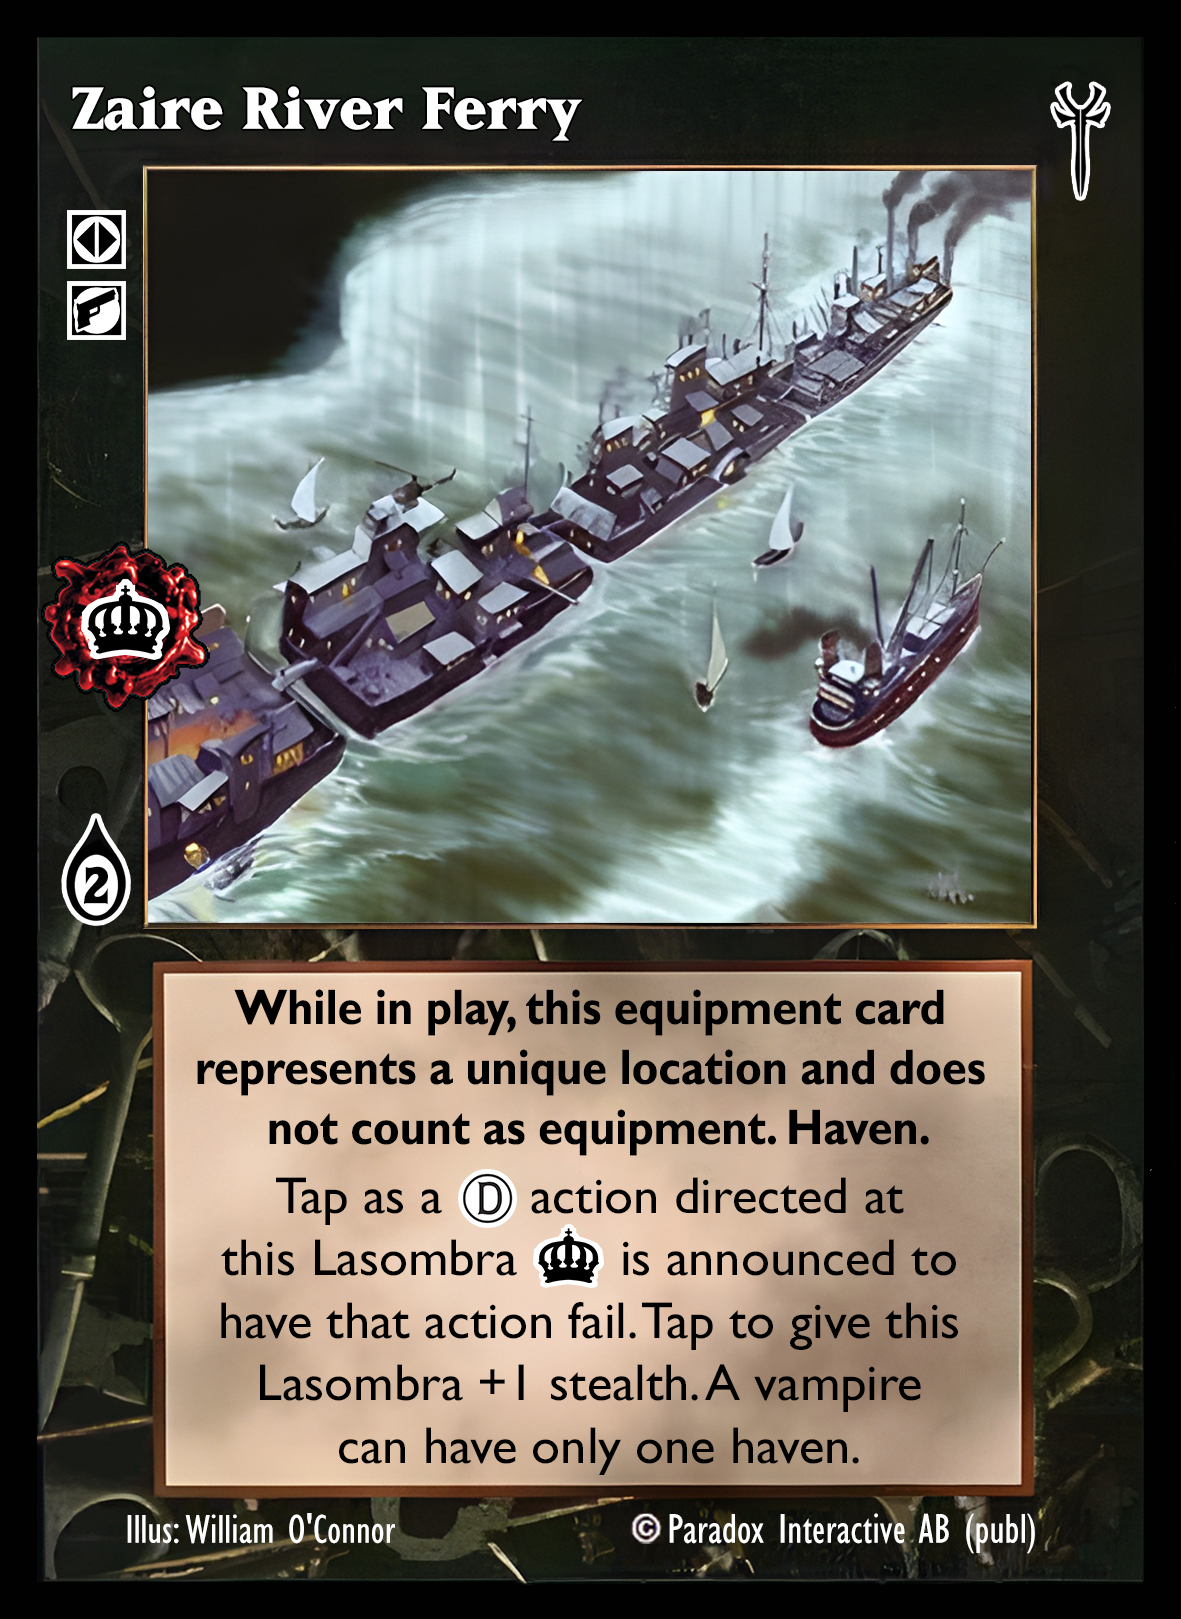 Zaire River Ferry
2
While in play, this equipment card
represents a unique location and does
not count as equipment. Haven.
Tap as a D action directed at
this Lasombra is announced to
have that action fail. Tap to give this
Lasombra +1 stealth. A vampire
can have only one haven.
Illus: William O'Connor
© Paradox Interactive AB (publ)